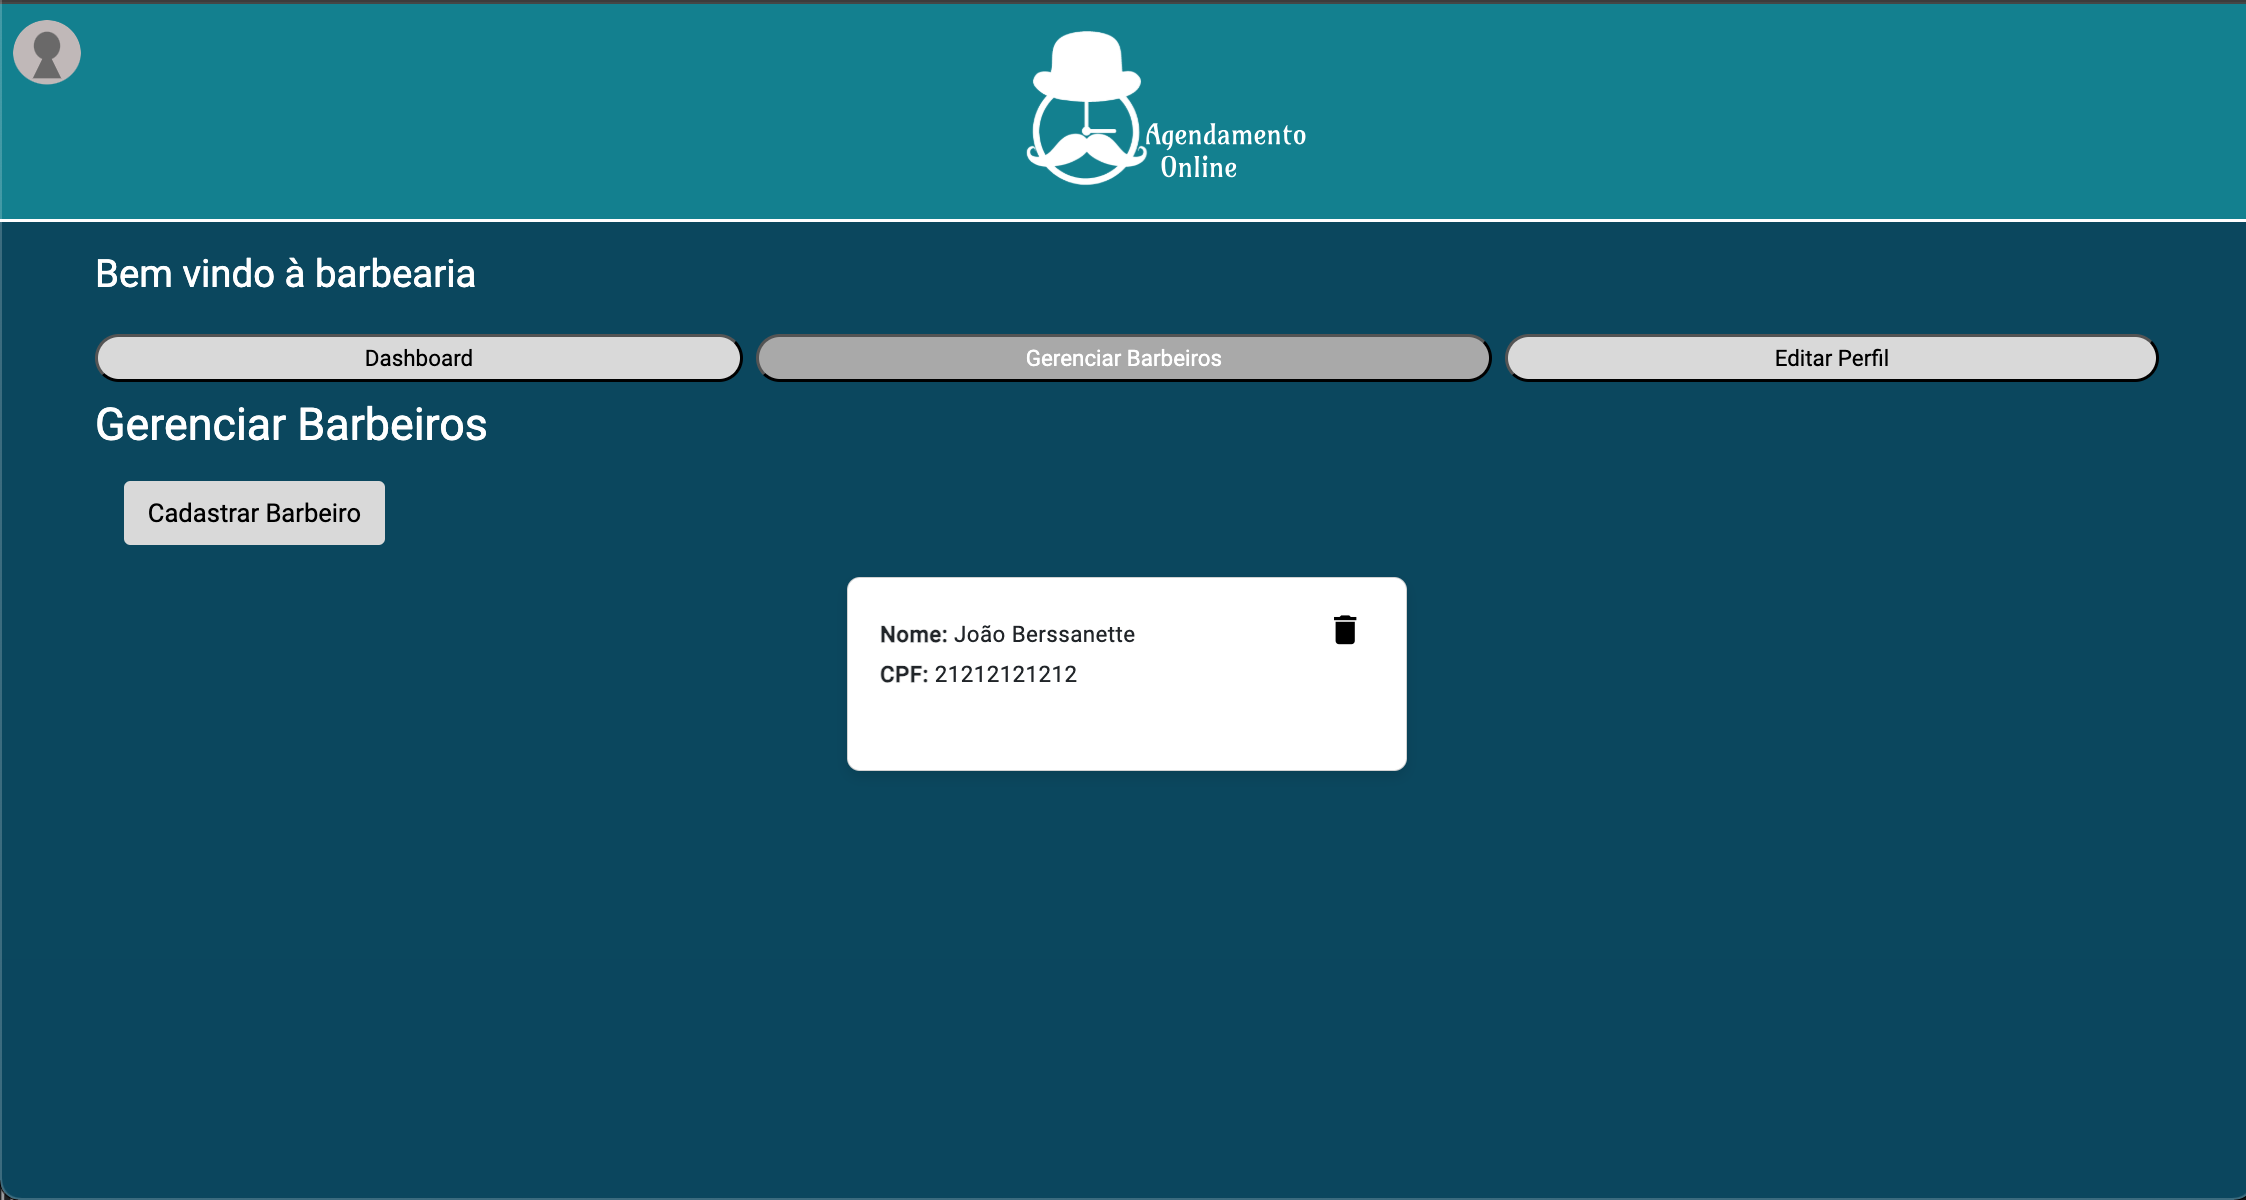 Agendamento
Online
Bem vindo à barbearia
Dashboard
Gerenciar Barbeiros
Editar Perfil
Gerenciar Barbeiros
Cadastrar Barbeiro
Nome: João Berssanette
CPF: 21212121212